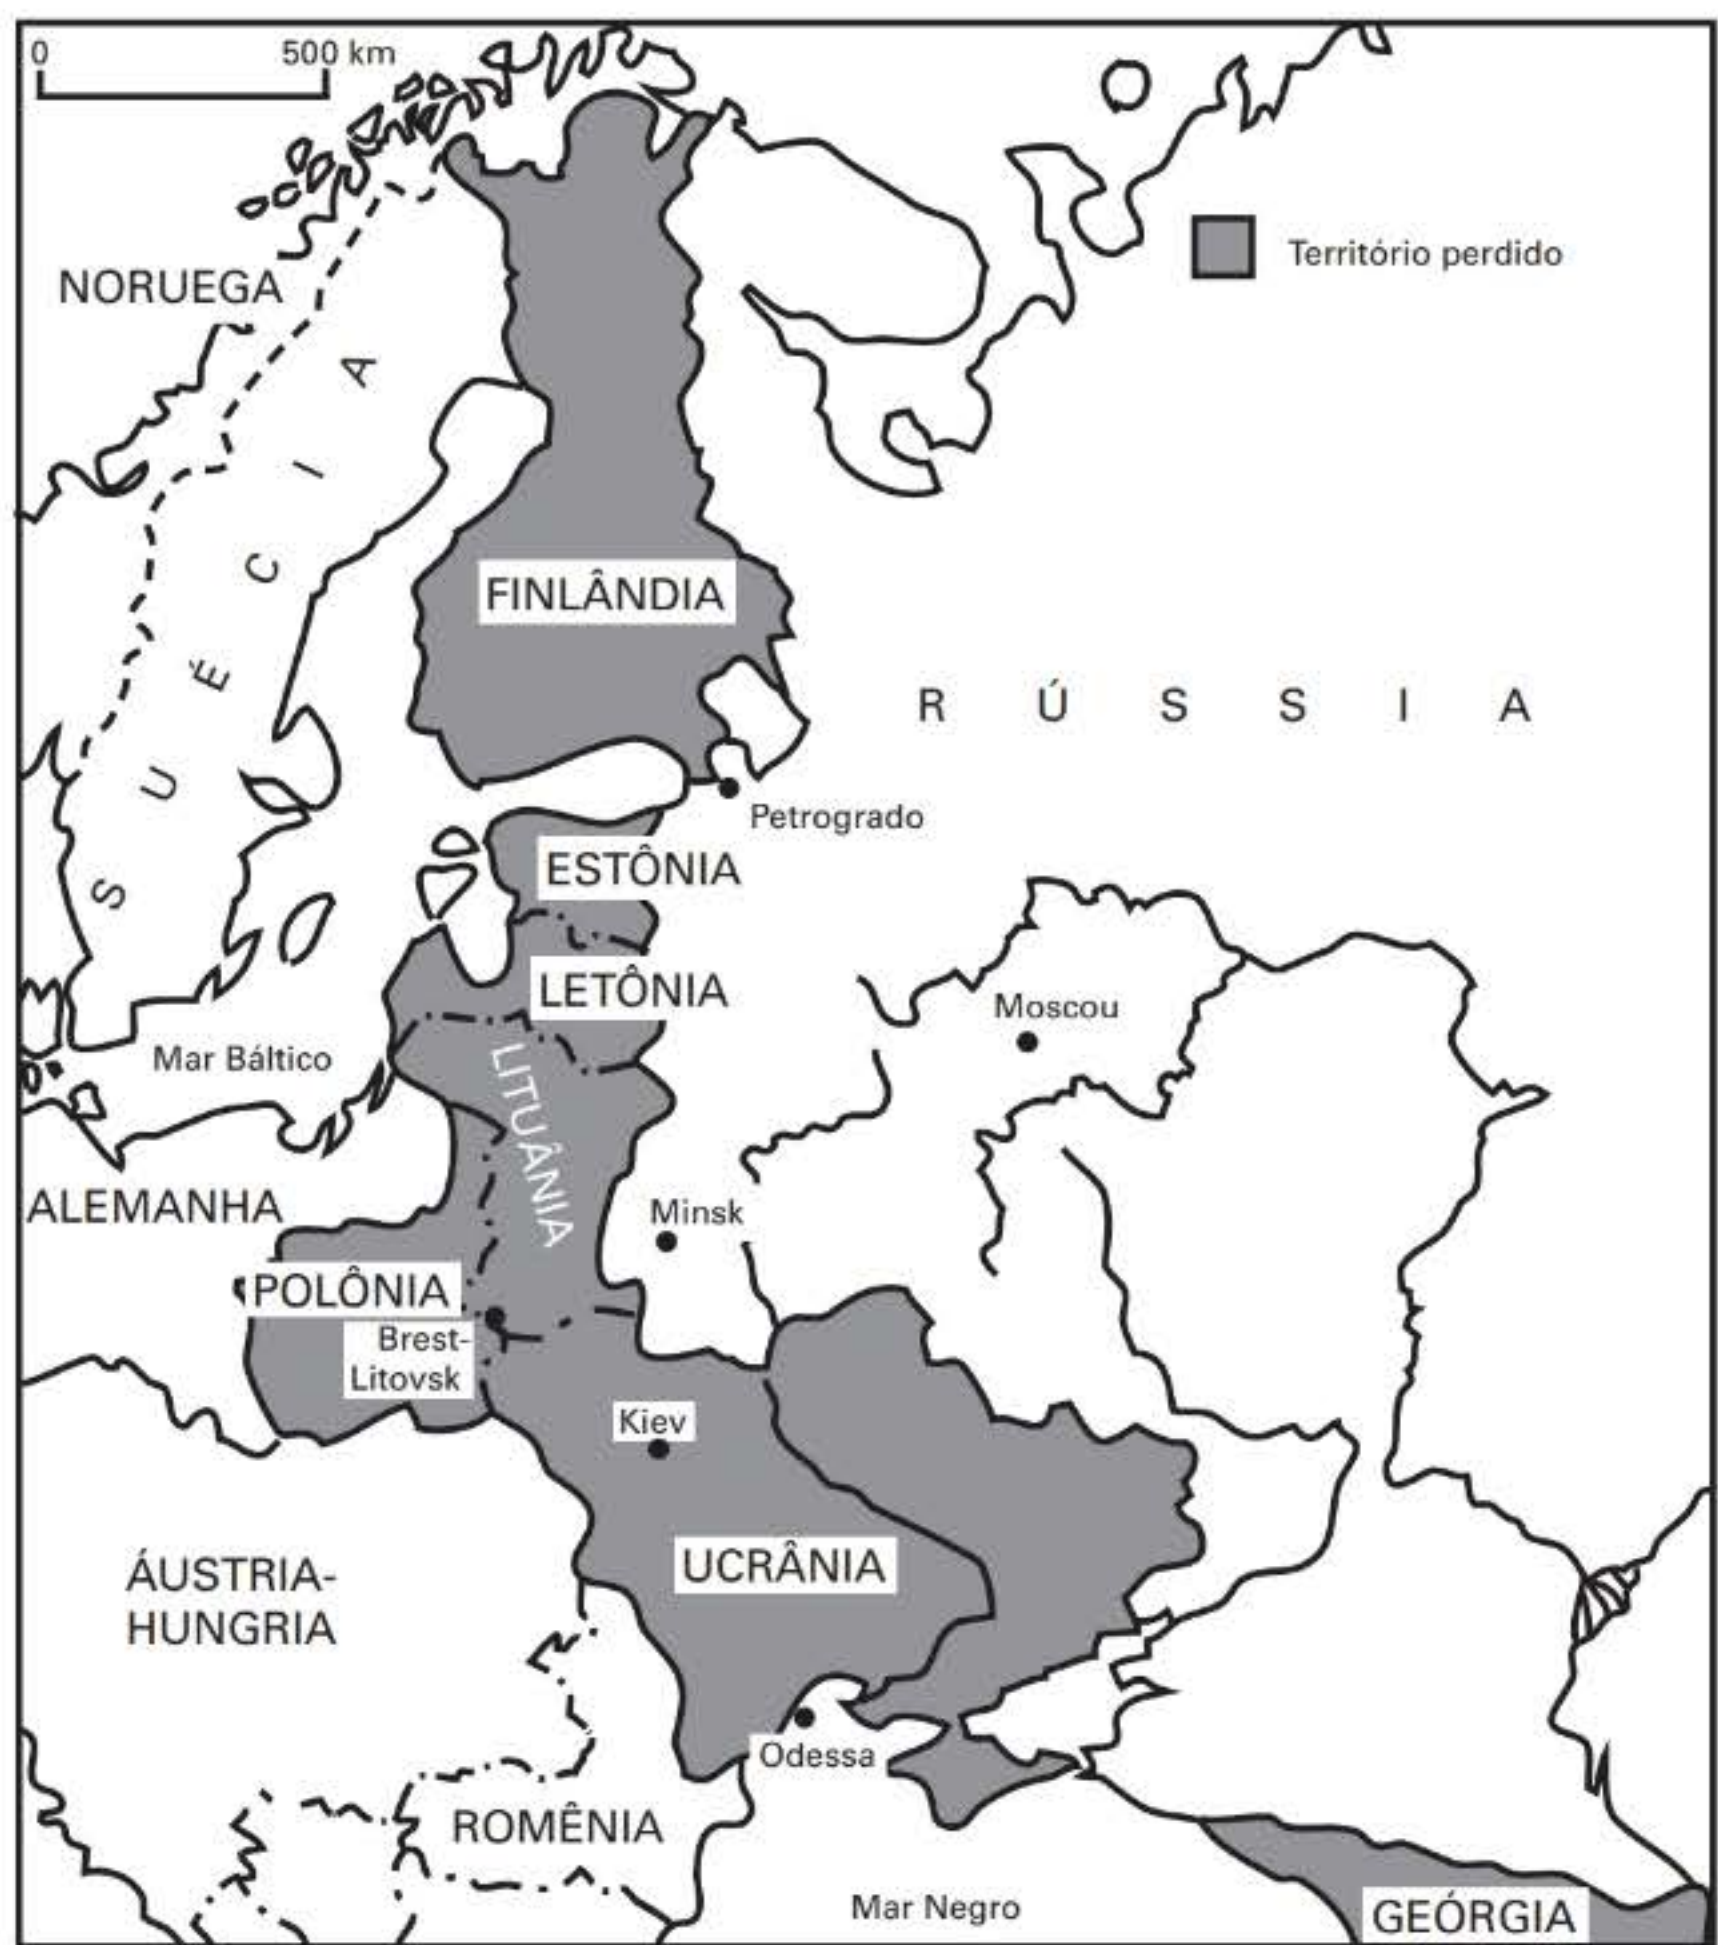 0 500 km
NORUEGA
Território perdido
SUÉCIA
FINLÂNDIA
RÚSSIA
Petrogrado
ESTÔNIA
LETÔNIA
Moscou
Mar Báltico
LITUÂNIA
ALEMANHA
Minsk
POLÔNIA
Brest-
Litovsk
Kiev
UCRÂNIA
ÁUSTRIA-
HUNGRIA
Odessa
ROMÊNIA
Mar Negro
GEÓRGIA